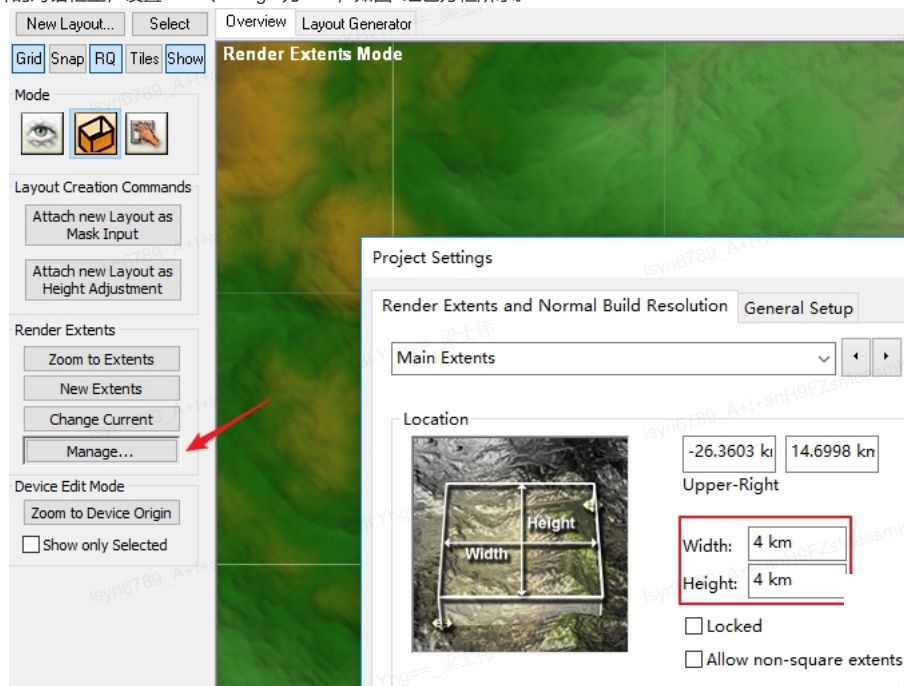 New Layout...
Select
Overview
Layout Generator
Grid
Snap
RQ
Tiles
Show
Render Extents Mode
Mode
Layout Creation Commands
Attach new Layout as
Mask Input
Attach new Layout as
Height Adjustment
Render Extents
Zoom to Extents
New Extents
Change Current
Manage...
Device Edit Mode
Zoom to Device Origin
Show only Selected
Project Settings
Render Extents and Normal Build Resolution
General Setup
Main Extents
Location
Width
Height
-26.3603 k
14.6998 km
Upper-Right
Width: 4 km
Height: 4 km
Locked
Allow non-square extents